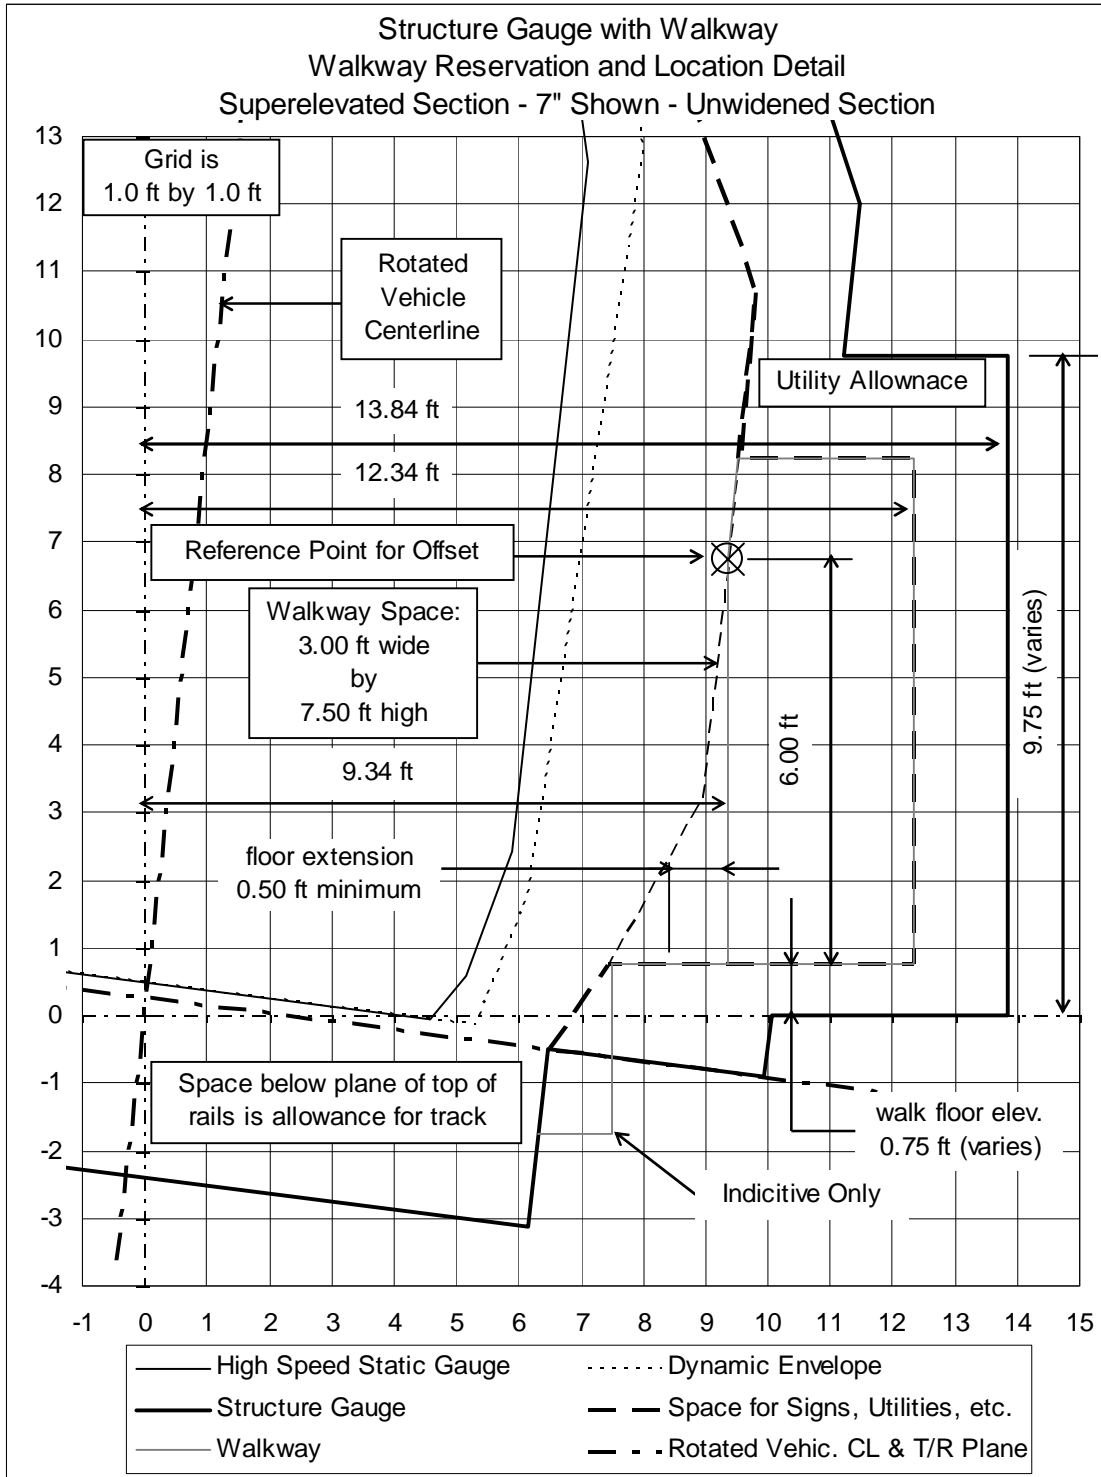 Structure Gauge with Walkway
Walkway Reservation and Location Detail
Superelevated Section - 7" Shown - Unwidened Section
13
12
11
10
9
8
7
6
5
4
3
2
1
0
-1
-2
-3
-4
Grid is
1.0 ft by 1.0 ft
Rotated
Vehicle
Centerline
Utility Allownace
13.84 ft
12.34 ft
Reference Point for Offset
Walkway Space:
3.00 ft wide
by
7.50 ft high
9.34 ft
6.00 ft
9.75 ft (varies)
floor extension
0.50 ft minimum
Space below plane of top of
rails is allowance for track
walk floor elev.
0.75 ft (varies)
Indicitive Only
-1 0 1 2 3 4 5 6 7 8 9 10 11 12 13 14 15
High Speed Static Gauge
Dynamic Envelope
Structure Gauge
Space for Signs, Utilities, etc.
Walkway
Rotated Vehic. CL & T/R Plane